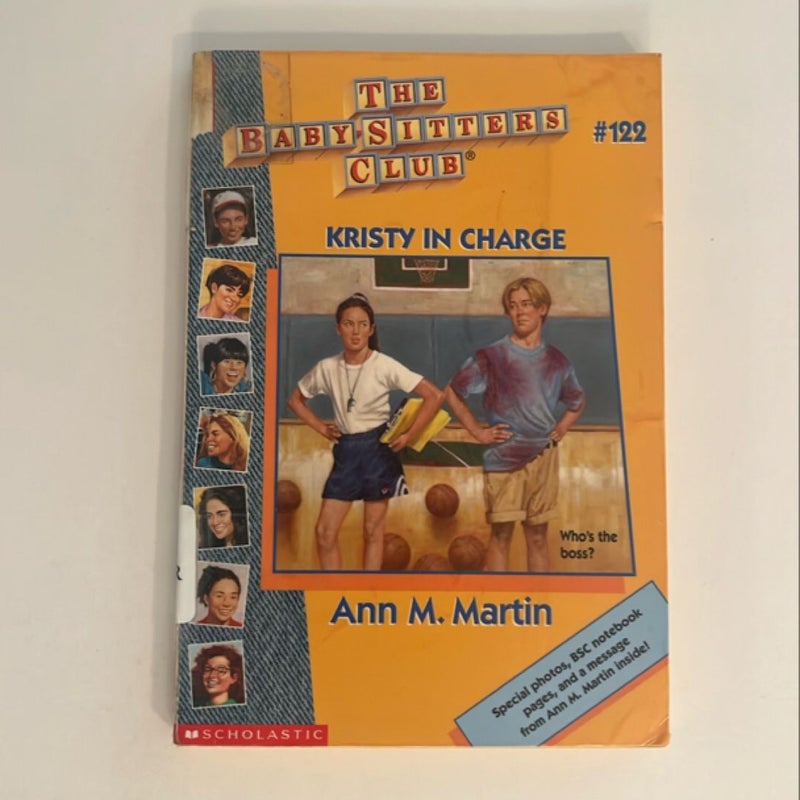 THE
BABY-SITTERS
CLUB®
#122
KRISTY IN CHARGE
Who's the
boss?
Ann M. Martin
Special photos, BSC notebook
pages, and a message
from Ann M. Martin inside!
SCHOLASTIC
R